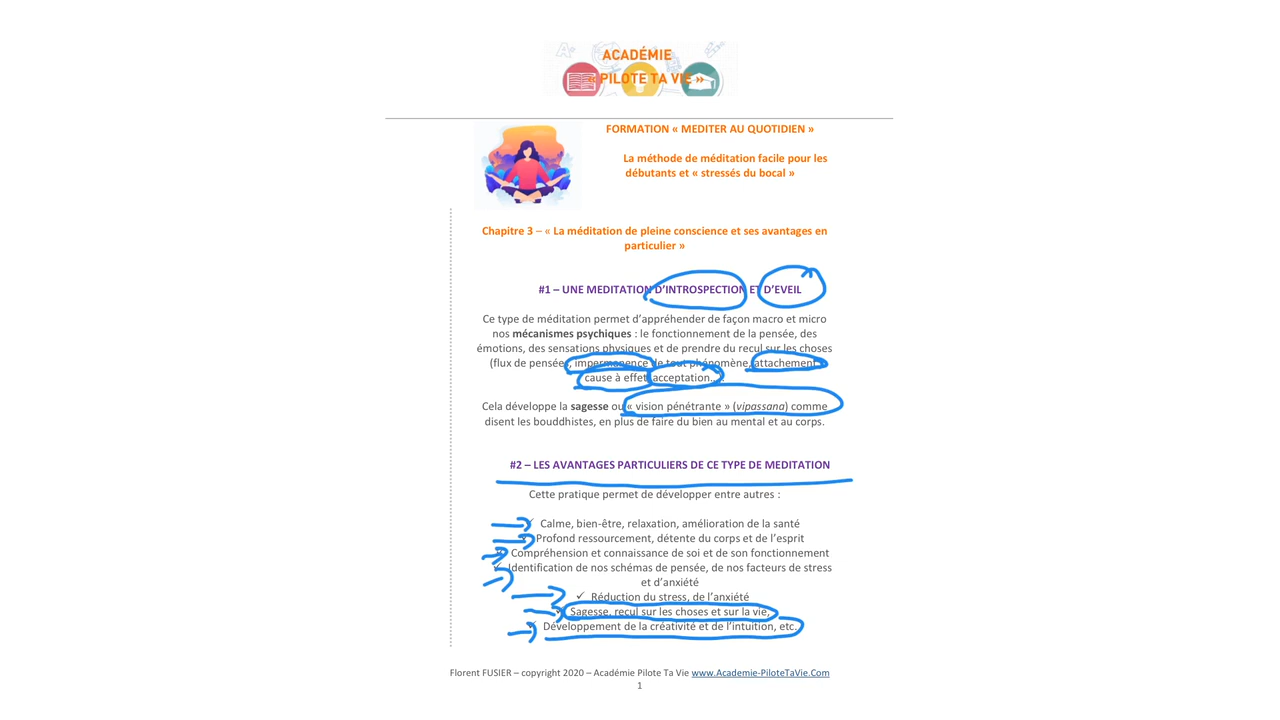 ACADÉMIE
« PILOTE TA VIE »
FORMATION « MEDITER AU QUOTIDIEN »
La méthode de méditation facile pour les
débutants et « stressés du bocal »
Chapitre 3 – « La méditation de pleine conscience et ses avantages en
particulier »
#1 – UNE MEDITATION D’INTROSPECTION ET D’EVEIL
Ce type de méditation permet d’appréhender de façon macro et micro
nos mécanismes psychiques : le fonctionnement de la pensée, des
émotions, des sensations physiques et de prendre du recul sur les choses
(flux de pensées, impermanence de tout phénomène, attachement,
cause à effet, acceptation...).
Cela développe la sagesse ou « vision pénétrante » (vipassana) comme
disent les bouddhistes, en plus de faire du bien au mental et au corps.
#2 – LES AVANTAGES PARTICULIERS DE CE TYPE DE MEDITATION
Cette pratique permet de développer entre autres :
✓ Calme, bien-être, relaxation, amélioration de la santé
✓ Profond ressourcement, détente du corps et de l’esprit
✓ Compréhension et connaissance de soi et de son fonctionnement
✓ Identification de nos schémas de pensée, de nos facteurs de stress
et d’anxiété
✓ Réduction du stress, de l’anxiété
✓ Sagesse, recul sur les choses et sur la vie,
✓ Développement de la créativité et de l’intuition, etc.
Florent FUSIER – copyright 2020 – Académie Pilote Ta Vie www.Academie-PiloteTaVie.Com
1